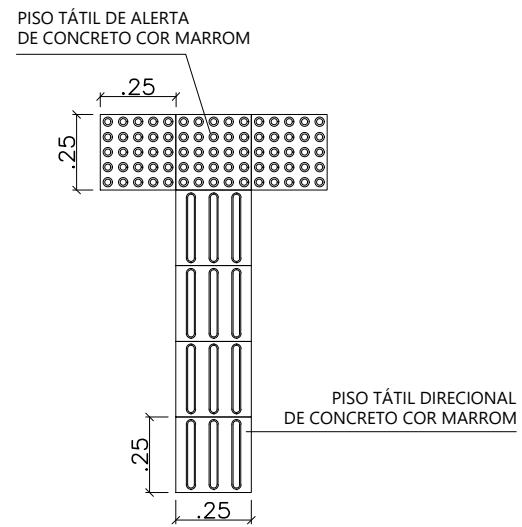 PISO TÁTIL DE ALERTA
DE CONCRETO COR MARROM
.25
.25
PISO TÁTIL DIRECIONAL
DE CONCRETO COR MARROM
.25
.25